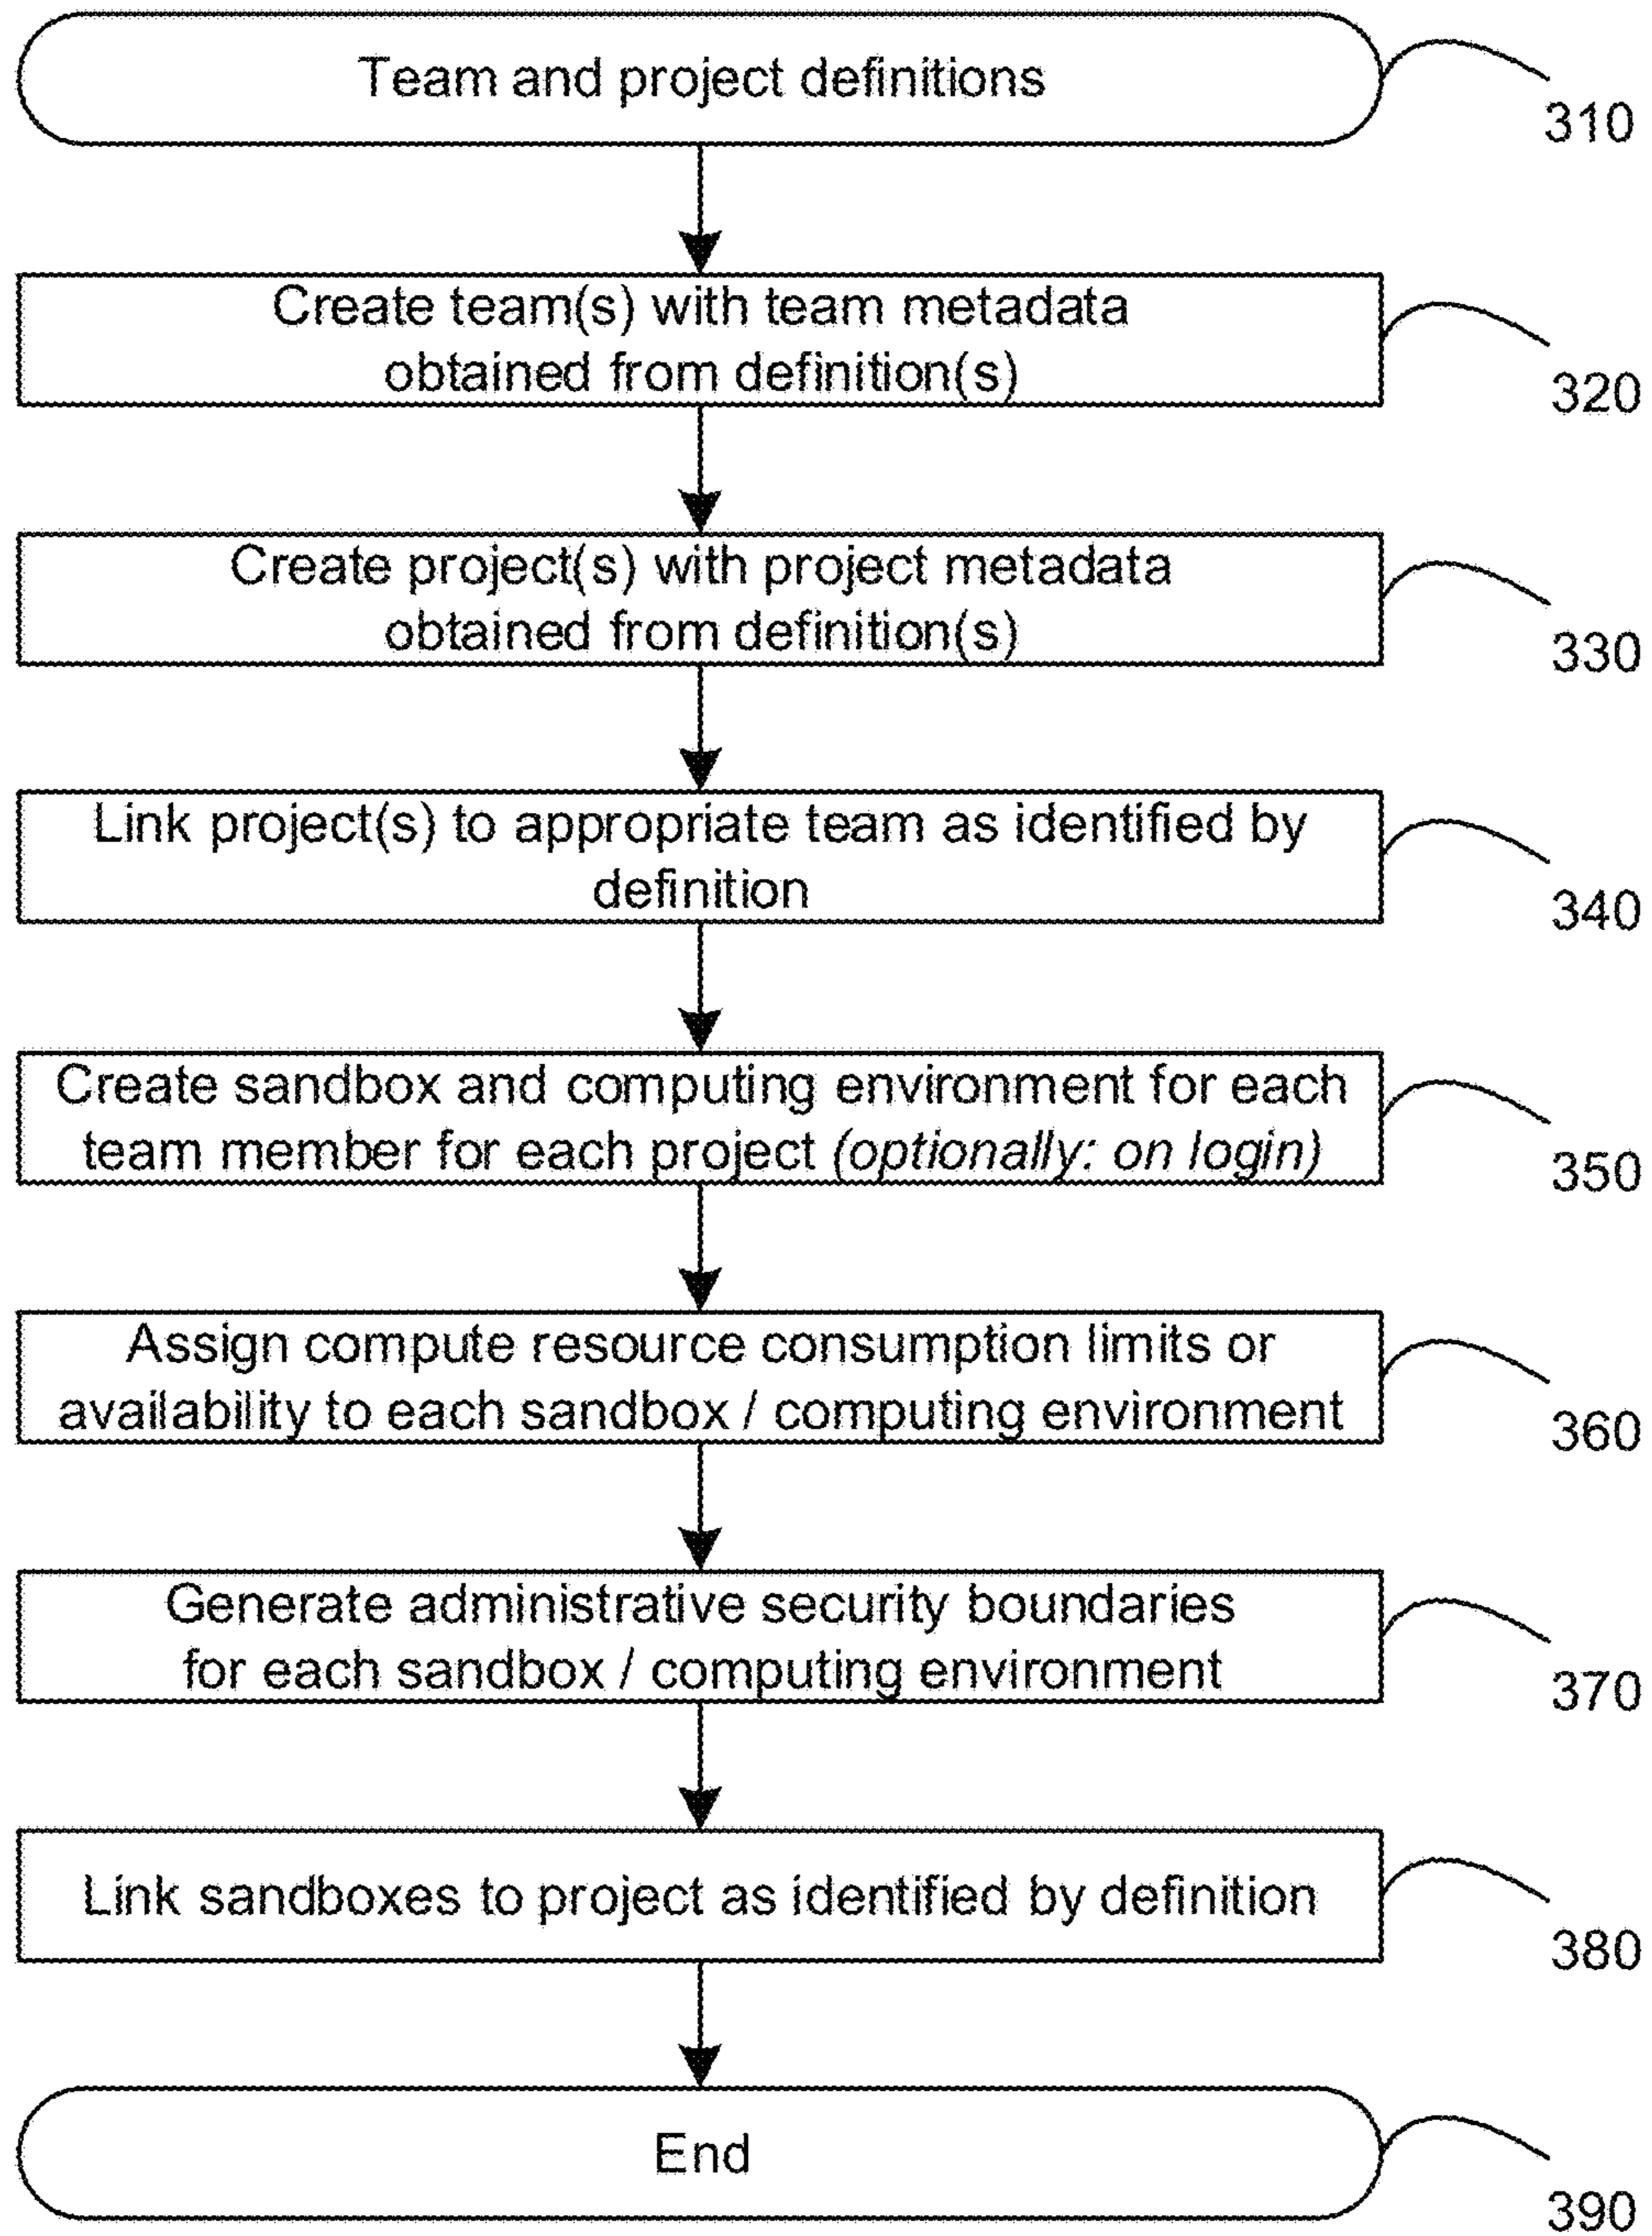 Team and project definitions
310
Create team(s) with team metadata
obtained from definition(s)
320
Create project(s) with project metadata
obtained from definition(s)
330
Link project(s) to appropriate team as identified by
definition
340
Create sandbox and computing environment for each
team member for each project (optionally: on login)
350
Assign compute resource consumption limits or
availability to each sandbox / computing environment
360
Generate administrative security boundaries
for each sandbox / computing environment
370
Link sandboxes to project as identified by definition
380
End
390